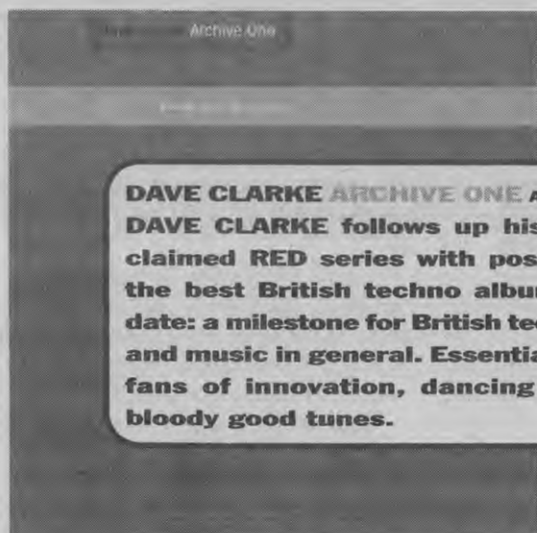 Archive One
DAVE CLARKE ARCHIVE ONE A
DAVE CLARKE follows up his
claimed RED series with pos
the best British techno albu
date: a milestone for British tec
and music in general. Essentia
fans of innovation, dancing
bloody good tunes.